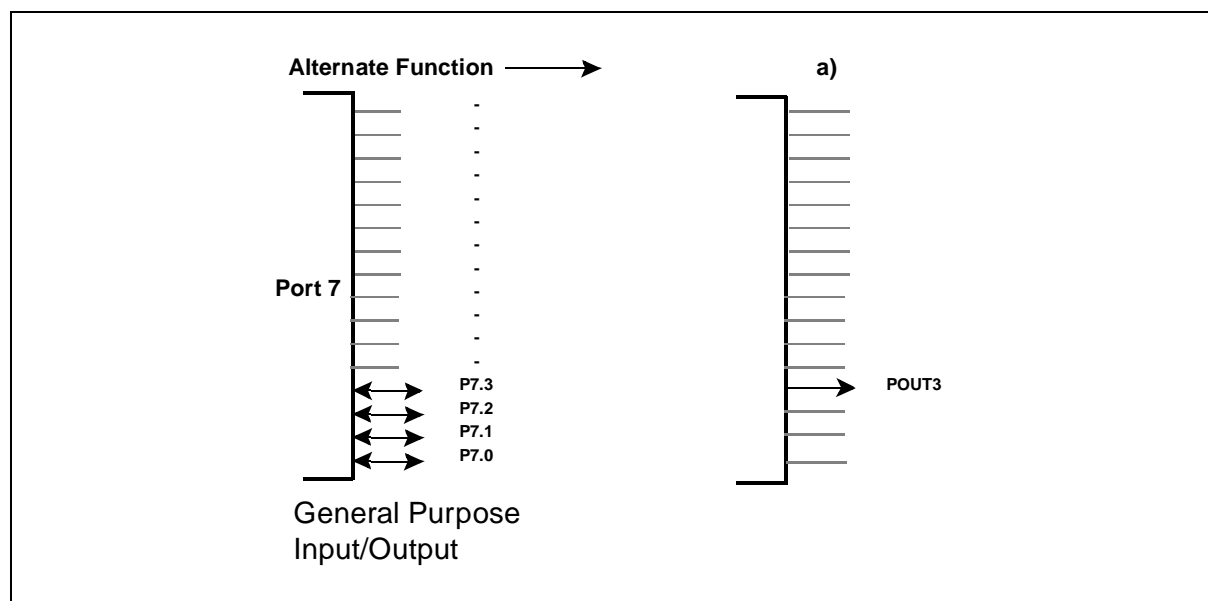 Alternate Function a)
-
-
-
-
-
-
-
-
-
-
-
-
Port 7
P7.3 POUT3
P7.2
P7.1
P7.0
General Purpose
Input/Output